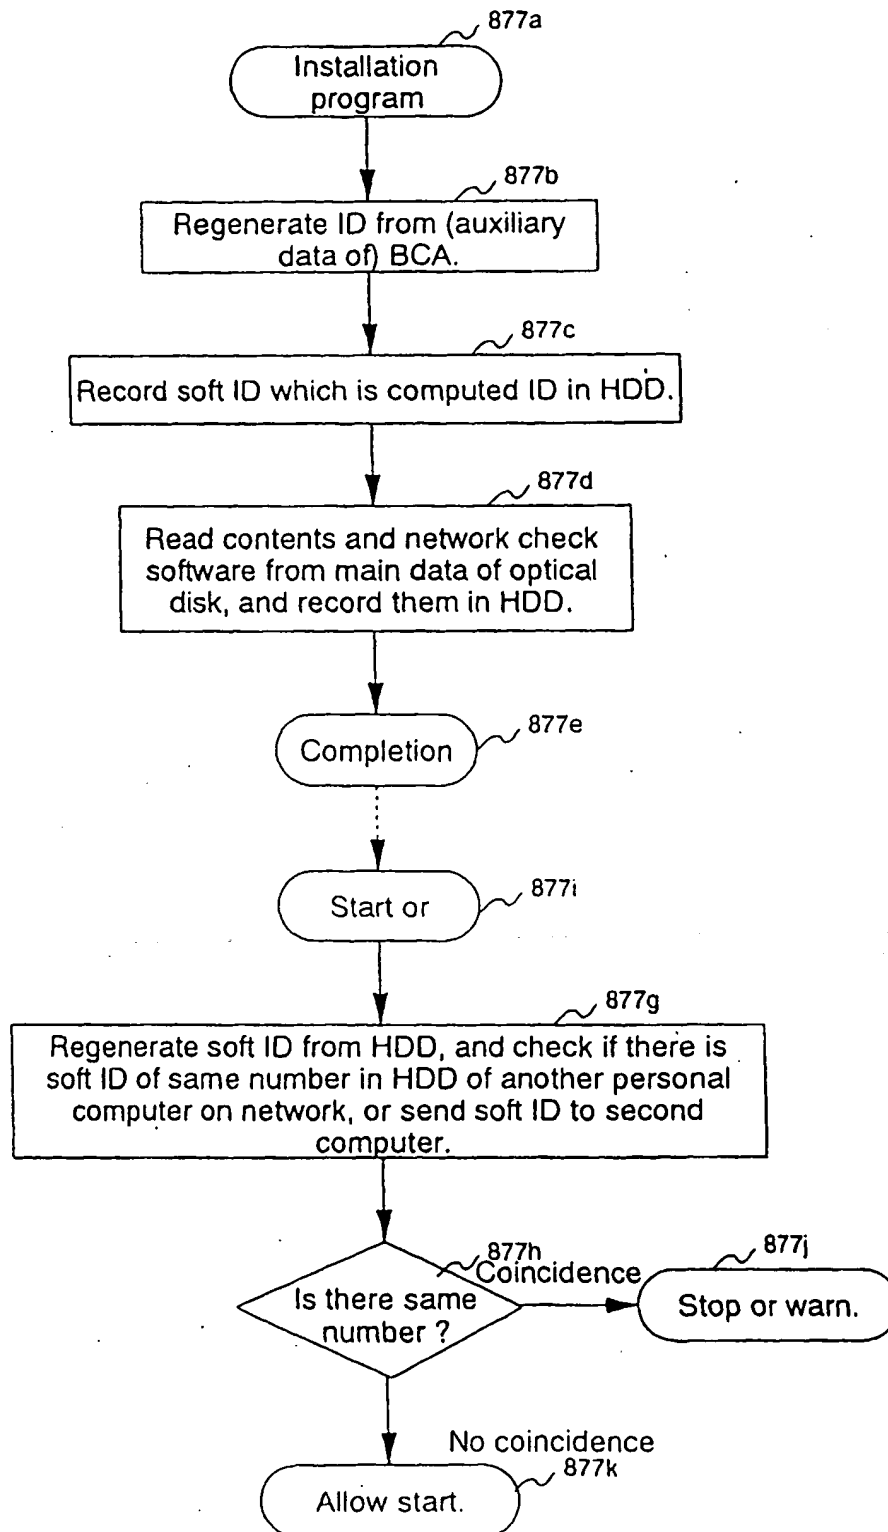 877a
Installation
program
877b
Regenerate ID from (auxiliary
data of) BCA.
877c
Record soft ID which is computed ID in HDD.
877d
Read contents and network check
software from main data of optical
disk, and record them in HDD.
Completion
877e
Start or
877i
877g
Regenerate soft ID from HDD, and check if there is
soft ID of same number in HDD of another personal
computer on network, or send soft ID to second
computer.
877h
Coincidence
877j
Is there same
number ?
Stop or warn.
No coincidence
877k
Allow start.